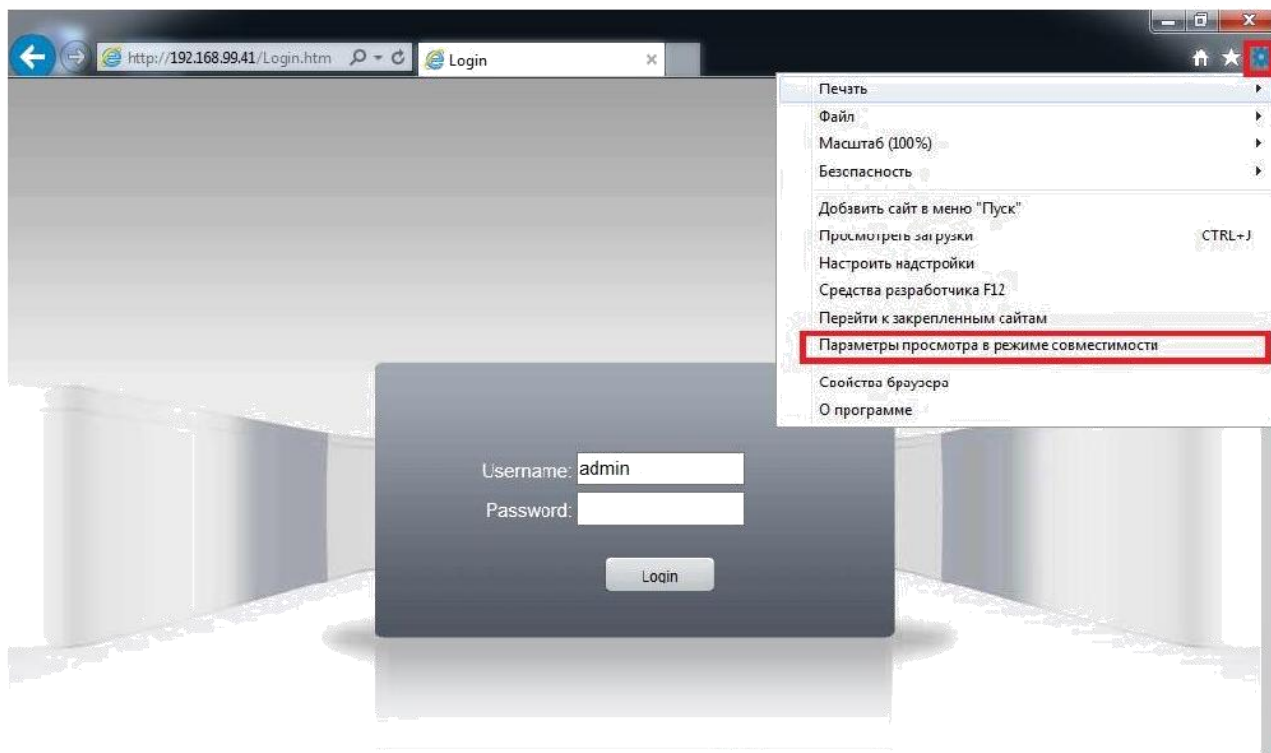 http://192.168.99.41/Login.htm
Login
Печать
Файл
Масштаб (100%)
Безопасность
Добавить сайт в меню "Пуск"
Просмотреть загрузки CTRL+J
Настроить надстройки
Средства разработчика F12
Перейти к закрепленным сайтам
Параметры просмотра в режиме совместимости
Свойства браузера
О программе
Username: admin
Password:
Login